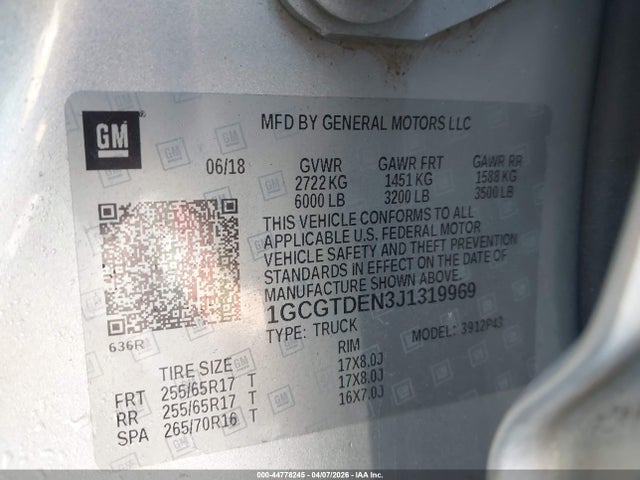 GM
MFD BY GENERAL MOTORS LLC
06/18 GVWR GAWR FRT GAWR RR
2722 KG 1451 KG 1588 KG
6000 LB 3200 LB 3500 LB
THIS VEHICLE CONFORMS TO ALL
APPLICABLE U.S. FEDERAL MOTOR
VEHICLE SAFETY AND THEFT PREVENTION
STANDARDS IN EFFECT ON THE DATE OF
MANUFACTURE SHOWN ABOVE.
1GCGTDEN3J1319969
TYPE: TRUCK MODEL: 3912P43
636R
TIRE SIZE RIM
FRT 255/65R17 T 17X8.0J
RR 255/65R17 T 17X8.0J
SPA 265/70R16 T 16X7.0J
000-44778245 - 04/07/2026 - IAA Inc.